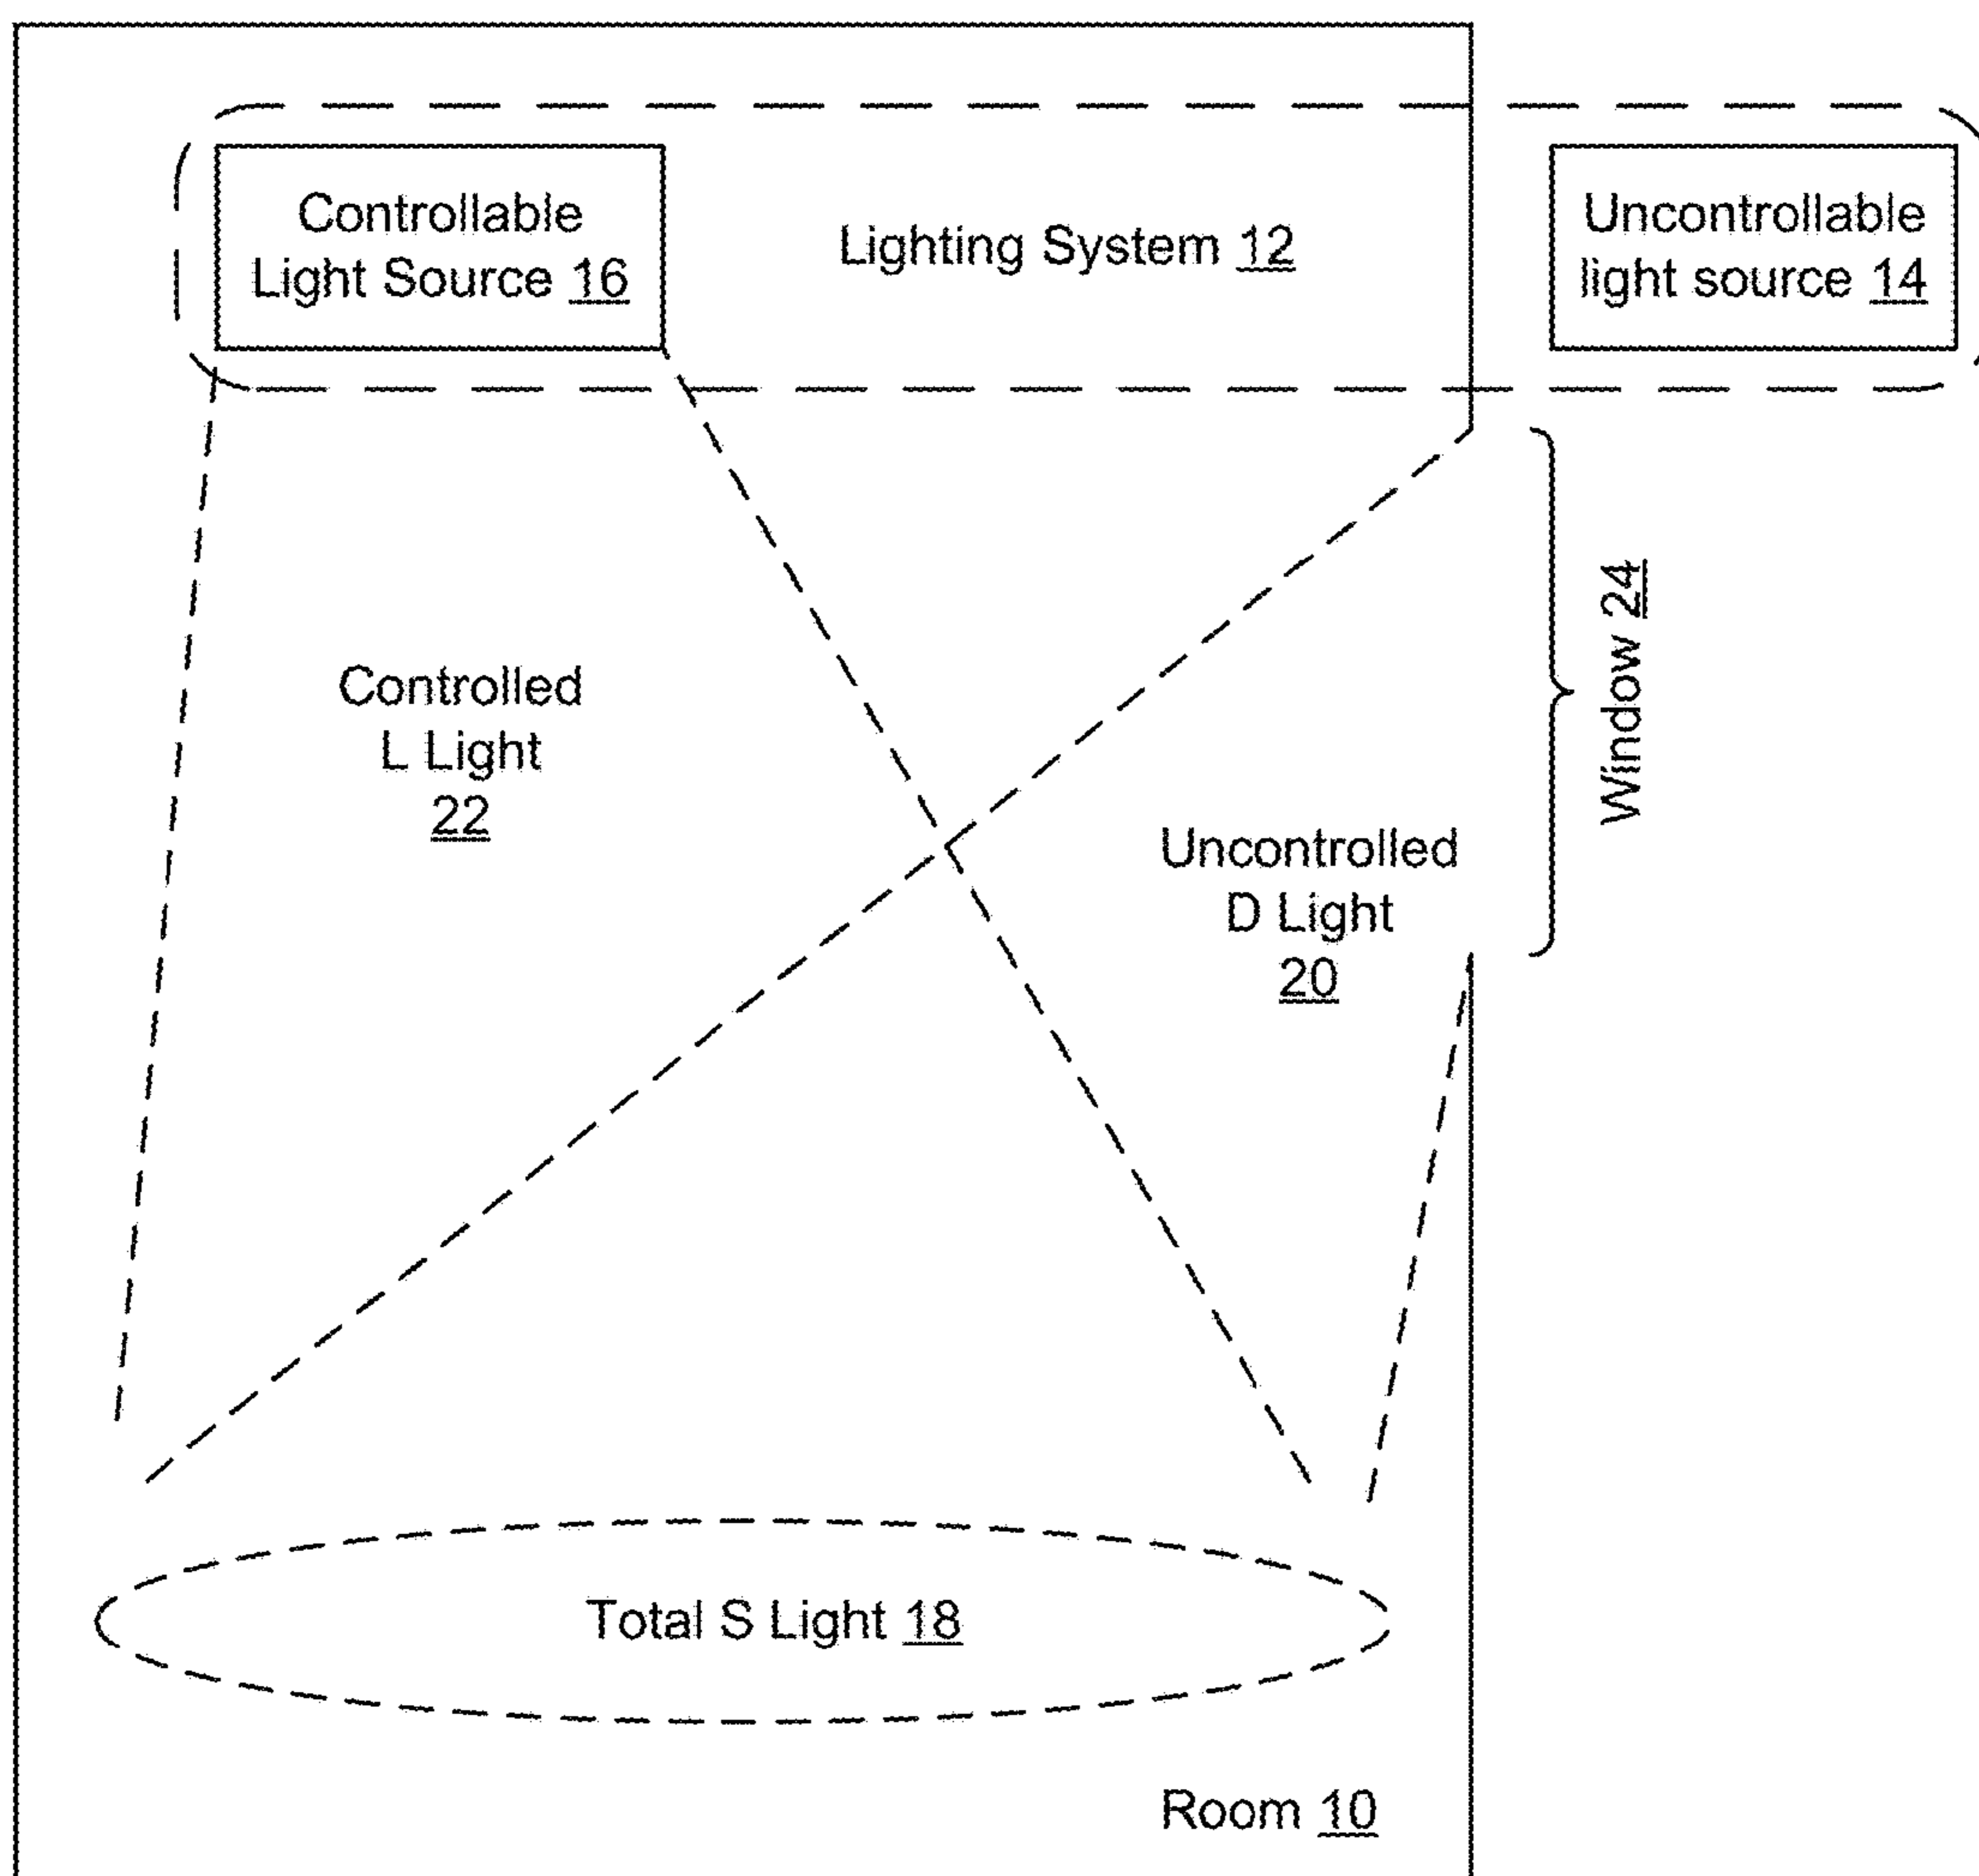 Controllable
Light Source 16
Lighting System 12
Uncontrollable
light source 14
Window 24
Controlled
L Light
22
Uncontrolled
D Light
20
Total S Light 18
Room 10